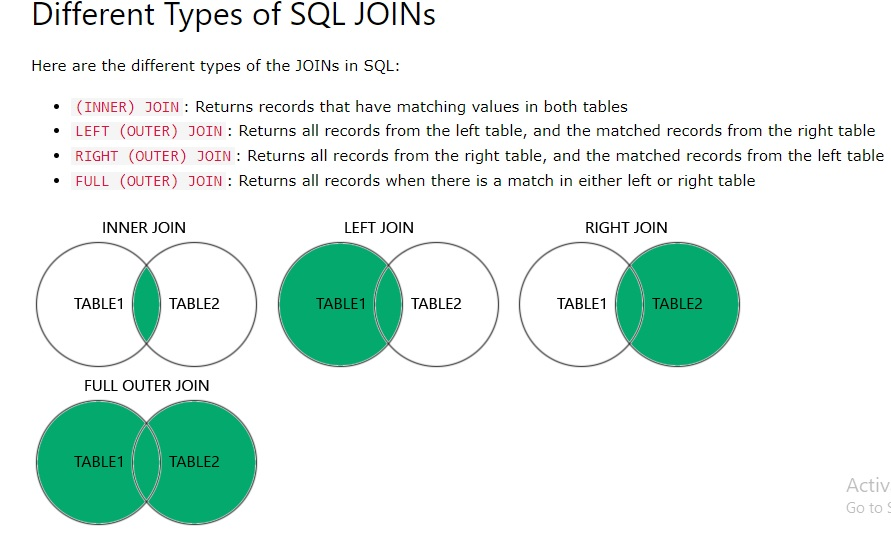 Different Types of SQL JOINs
Here are the different types of the JOINs in SQL:
• (INNER) JOIN : Returns records that have matching values in both tables
• LEFT (OUTER) JOIN : Returns all records from the left table, and the matched records from the right table
• RIGHT (OUTER) JOIN : Returns all records from the right table, and the matched records from the left table
• FULL (OUTER) JOIN : Returns all records when there is a match in either left or right table
INNER JOIN LEFT JOIN RIGHT JOIN
TABLE1 TABLE2 TABLE1 TABLE2 TABLE1 TABLE2
FULL OUTER JOIN
TABLE1 TABLE2
Activ
Go to S